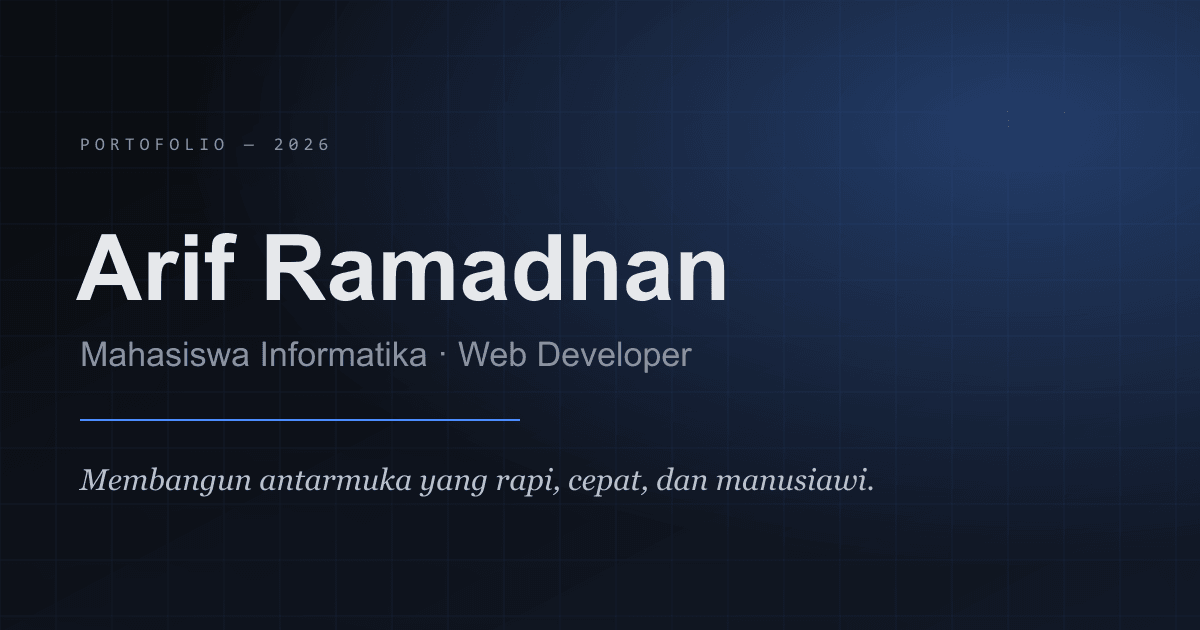 PORTOFOLIO — 2026
Arif Ramadhan
Mahasiswa Informatika · Web Developer
Membangun antarmuka yang rapi, cepat, dan manusiawi.